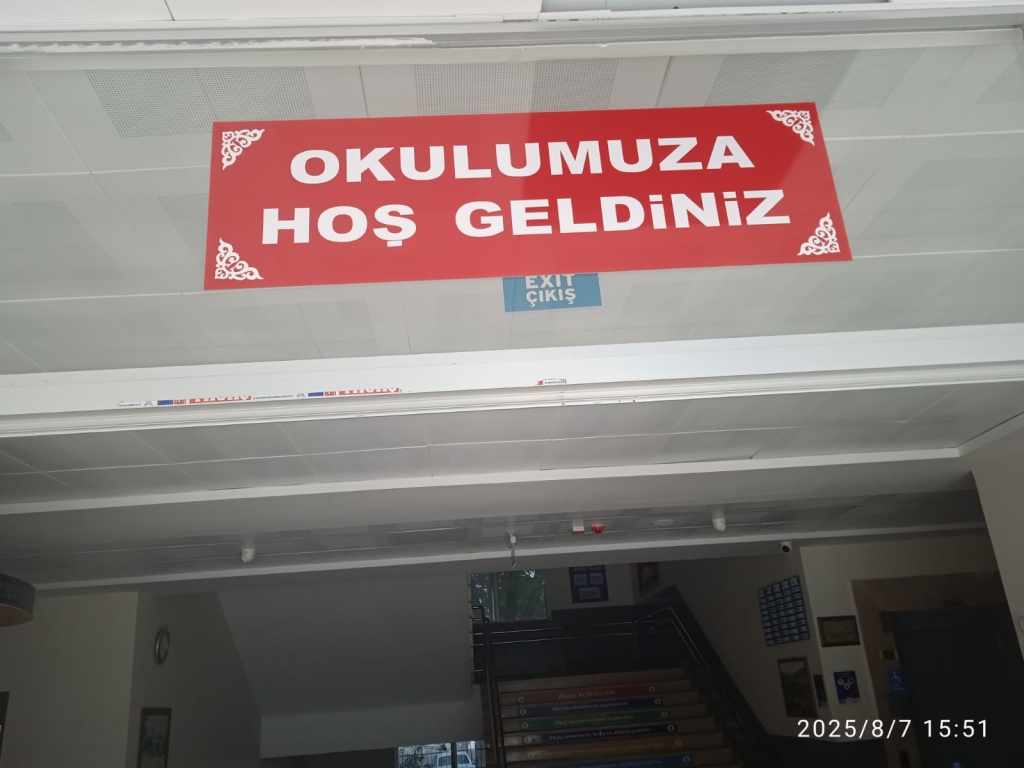 OKULUMUZA
HOŞ GELDiNiZ
EXIT
ÇIKIŞ
OKUL KURALLARI
2025/8/7 15:51